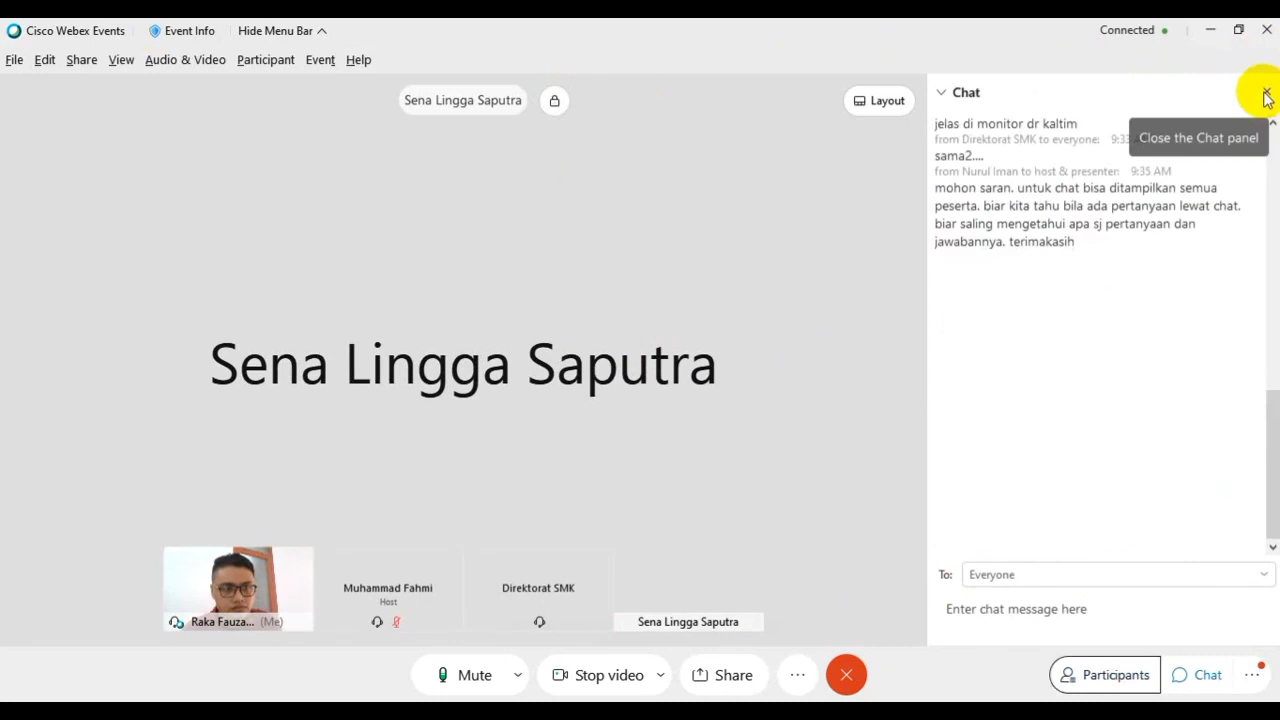 Cisco Webex Events Event Info Hide Menu Bar Connected
File Edit Share View Audio & Video Participant Event Help
Sena Lingga Saputra
Layout
Chat
jelas di monitor dr kaltim
from Direktorat SMK to everyone:
Close the Chat panel
sama2....
from Nurul Iman to host & presenter: 9:35 AM
mohon saran. untuk chat bisa ditampilkan semua
peserta. biar kita tahu bila ada pertanyaan lewat chat.
biar saling mengetahui apa sj pertanyaan dan
jawabannya. terimakasih
Sena Lingga Saputra
Raka Fauza... (Me)
Muhammad Fahmi
Host
Direktorat SMK
Sena Lingga Saputra
To: Everyone
Enter chat message here
Mute Stop video Share ... Participants Chat ...